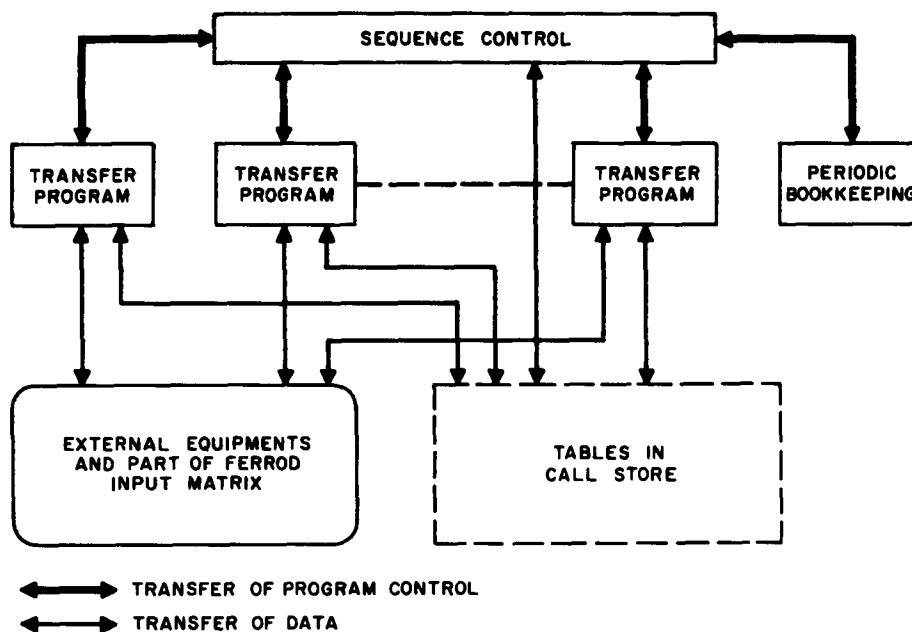 SEQUENCE CONTROL
TRANSFER
PROGRAM
TRANSFER
PROGRAM
TRANSFER
PROGRAM
PERIODIC
BOOKKEEPING
EXTERNAL EQUIPMENTS
AND PART OF FERROD
INPUT MATRIX
TABLES IN
CALL STORE
TRANSFER OF PROGRAM CONTROL
TRANSFER OF DATA